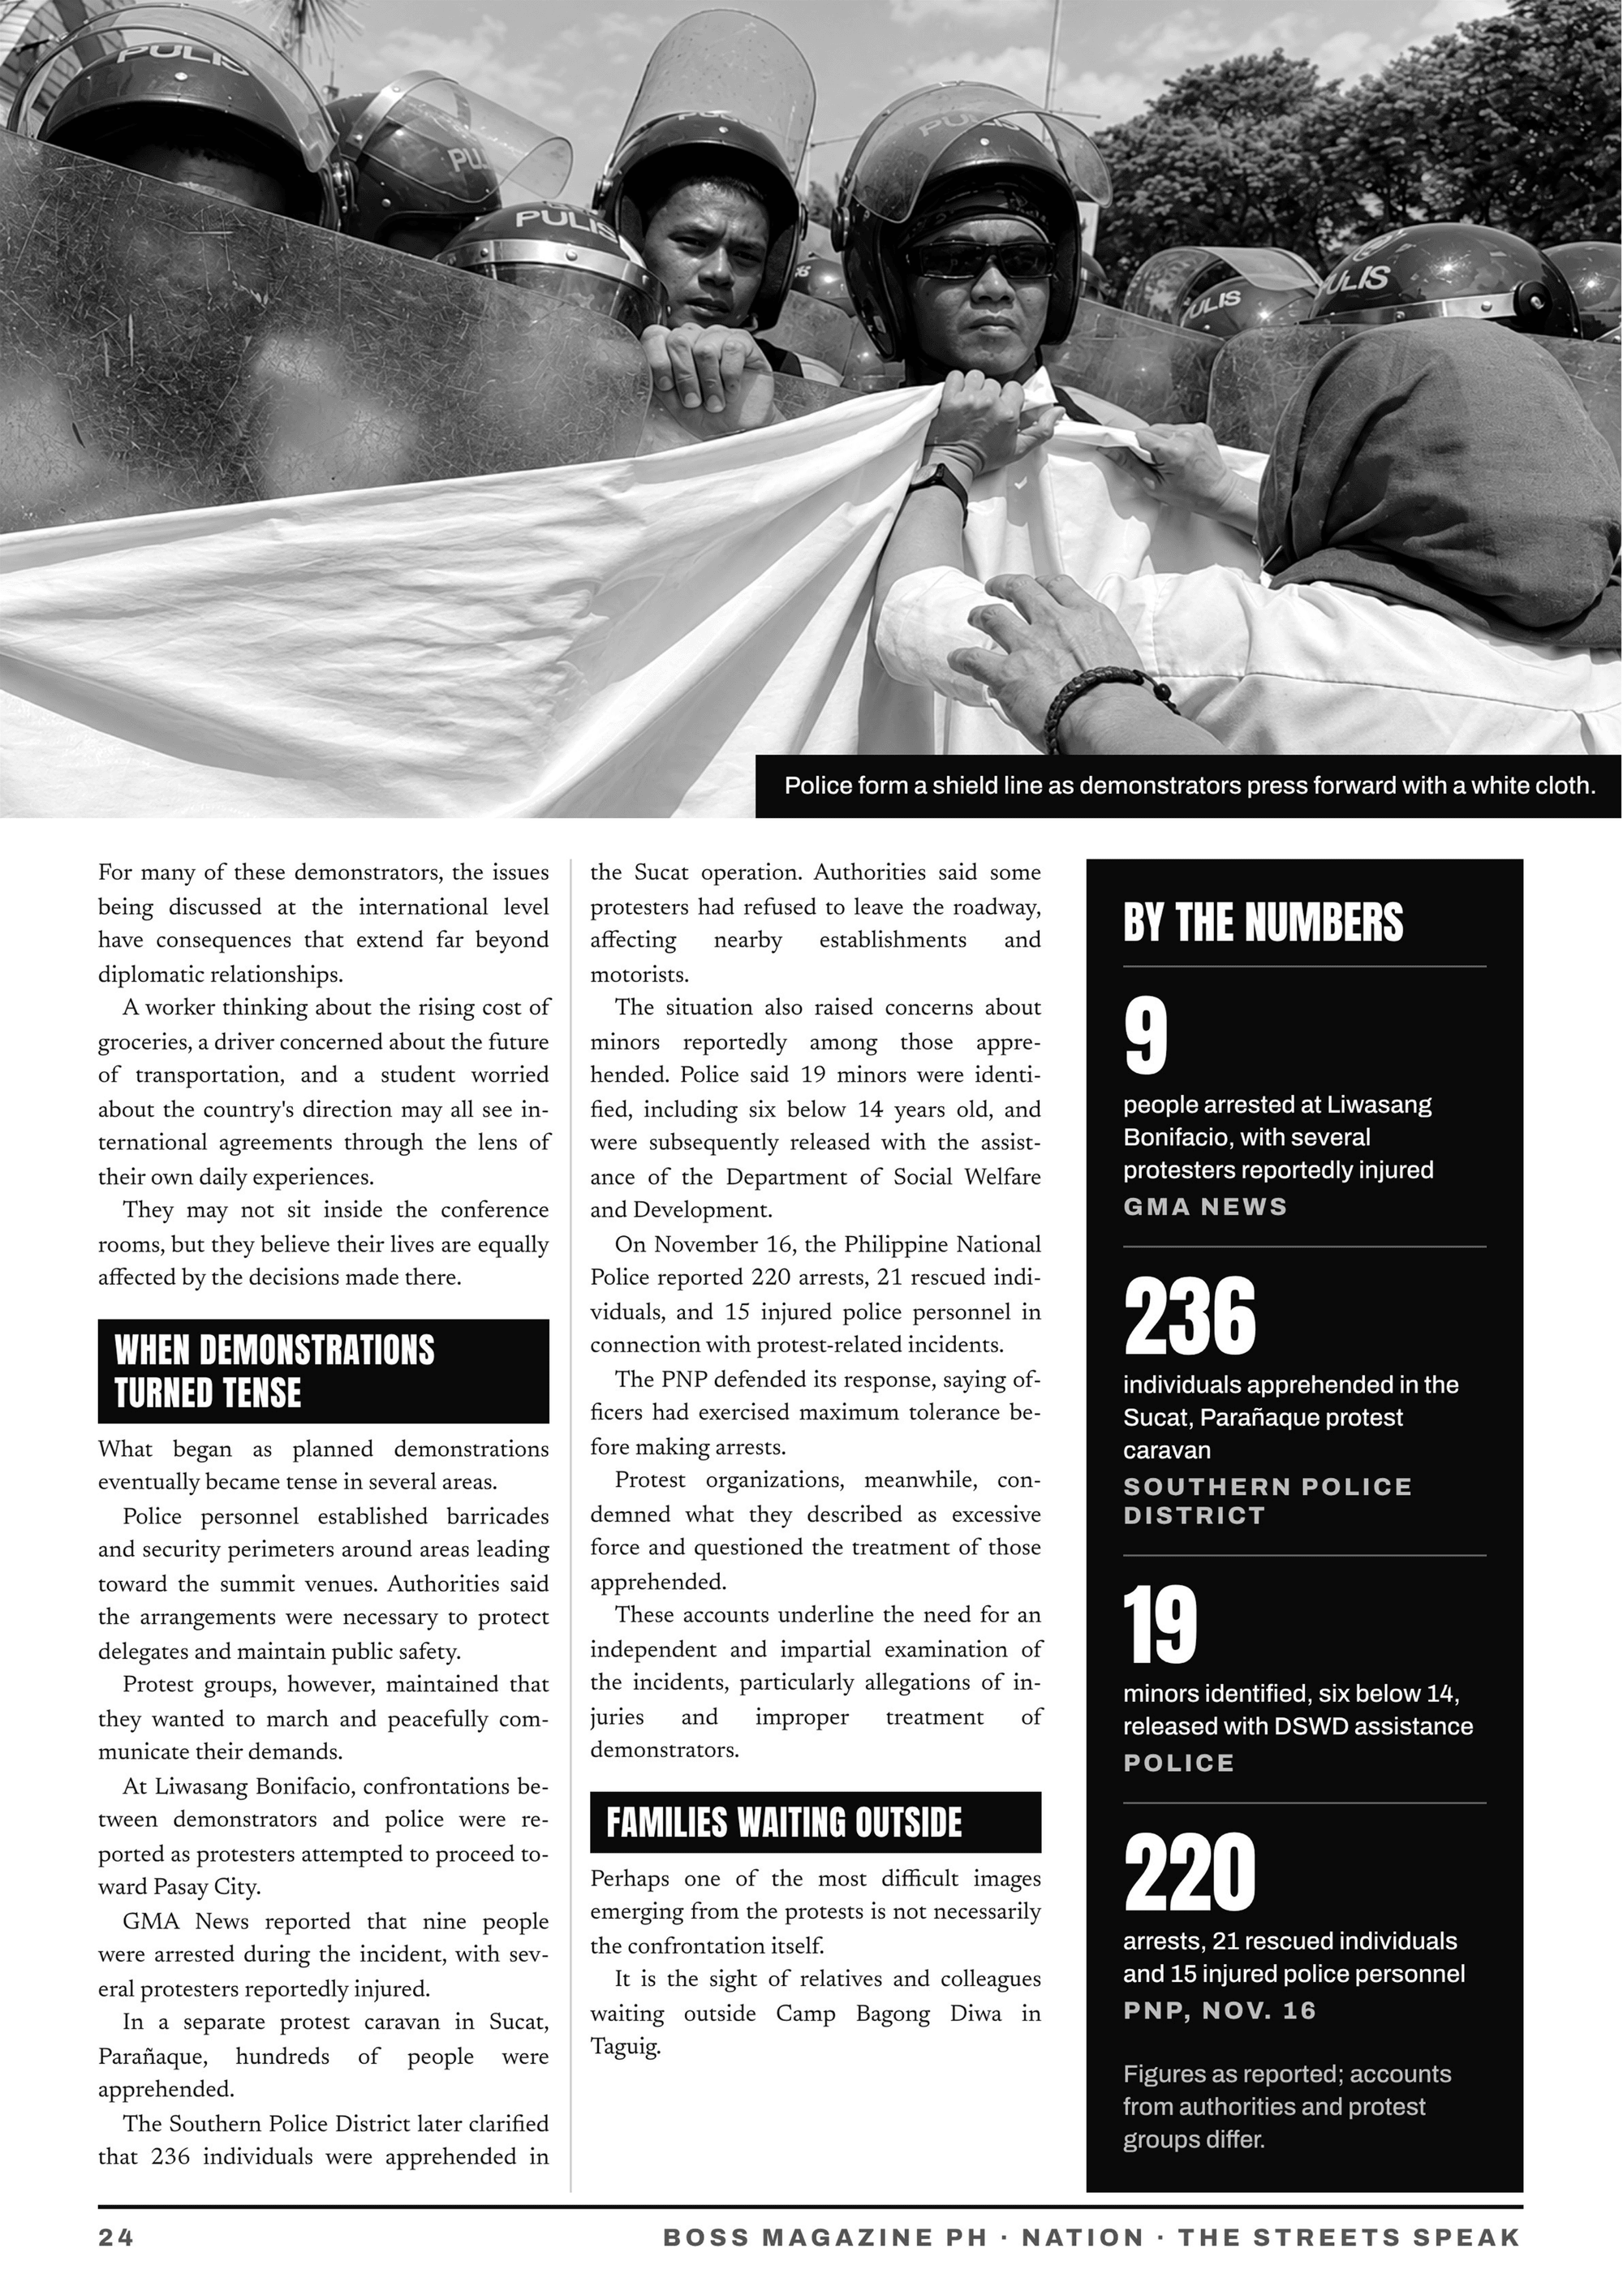 PULIS
PULIS
PULIS
PULIS
PULIS
Police form a shield line as demonstrators press forward with a white cloth.
For many of these demonstrators, the issues
being discussed at the international level
have consequences that extend far beyond
diplomatic relationships.
A worker thinking about the rising cost of
groceries, a driver concerned about the future
of transportation, and a student worried
about the country's direction may all see in-
ternational agreements through the lens of
their own daily experiences.
They may not sit inside the conference
rooms, but they believe their lives are equally
affected by the decisions made there.
WHEN DEMONSTRATIONS
TURNED TENSE
What began as planned demonstrations
eventually became tense in several areas.
Police personnel established barricades
and security perimeters around areas leading
toward the summit venues. Authorities said
the arrangements were necessary to protect
delegates and maintain public safety.
Protest groups, however, maintained that
they wanted to march and peacefully com-
municate their demands.
At Liwasang Bonifacio, confrontations be-
tween demonstrators and police were re-
ported as protesters attempted to proceed to-
ward Pasay City.
GMA News reported that nine people
were arrested during the incident, with sev-
eral protesters reportedly injured.
In a separate protest caravan in Sucat,
Parañaque, hundreds of people were
apprehended.
The Southern Police District later clarified
that 236 individuals were apprehended in
the Sucat operation. Authorities said some
protesters had refused to leave the roadway,
affecting nearby establishments and
motorists.
The situation also raised concerns about
minors reportedly among those appre-
hended. Police said 19 minors were identi-
fied, including six below 14 years old, and
were subsequently released with the assist-
ance of the Department of Social Welfare
and Development.
On November 16, the Philippine National
Police reported 220 arrests, 21 rescued indi-
viduals, and 15 injured police personnel in
connection with protest-related incidents.
The PNP defended its response, saying of-
ficers had exercised maximum tolerance be-
fore making arrests.
Protest organizations, meanwhile, con-
demned what they described as excessive
force and questioned the treatment of those
apprehended.
These accounts underline the need for an
independent and impartial examination of
the incidents, particularly allegations of in-
juries and improper treatment of
demonstrators.
FAMILIES WAITING OUTSIDE
Perhaps one of the most difficult images
emerging from the protests is not necessarily
the confrontation itself.
It is the sight of relatives and colleagues
waiting outside Camp Bagong Diwa in
Taguig.
BY THE NUMBERS
9
people arrested at Liwasang
Bonifacio, with several
protesters reportedly injured
GMA NEWS
236
individuals apprehended in the
Sucat, Parañaque protest
caravan
SOUTHERN POLICE
DISTRICT
19
minors identified, six below 14,
released with DSWD assistance
POLICE
220
arrests, 21 rescued individuals
and 15 injured police personnel
PNP, NOV. 16
Figures as reported; accounts
from authorities and protest
groups differ.
24
BOSS MAGAZINE PH · NATION · THE STREETS SPEAK